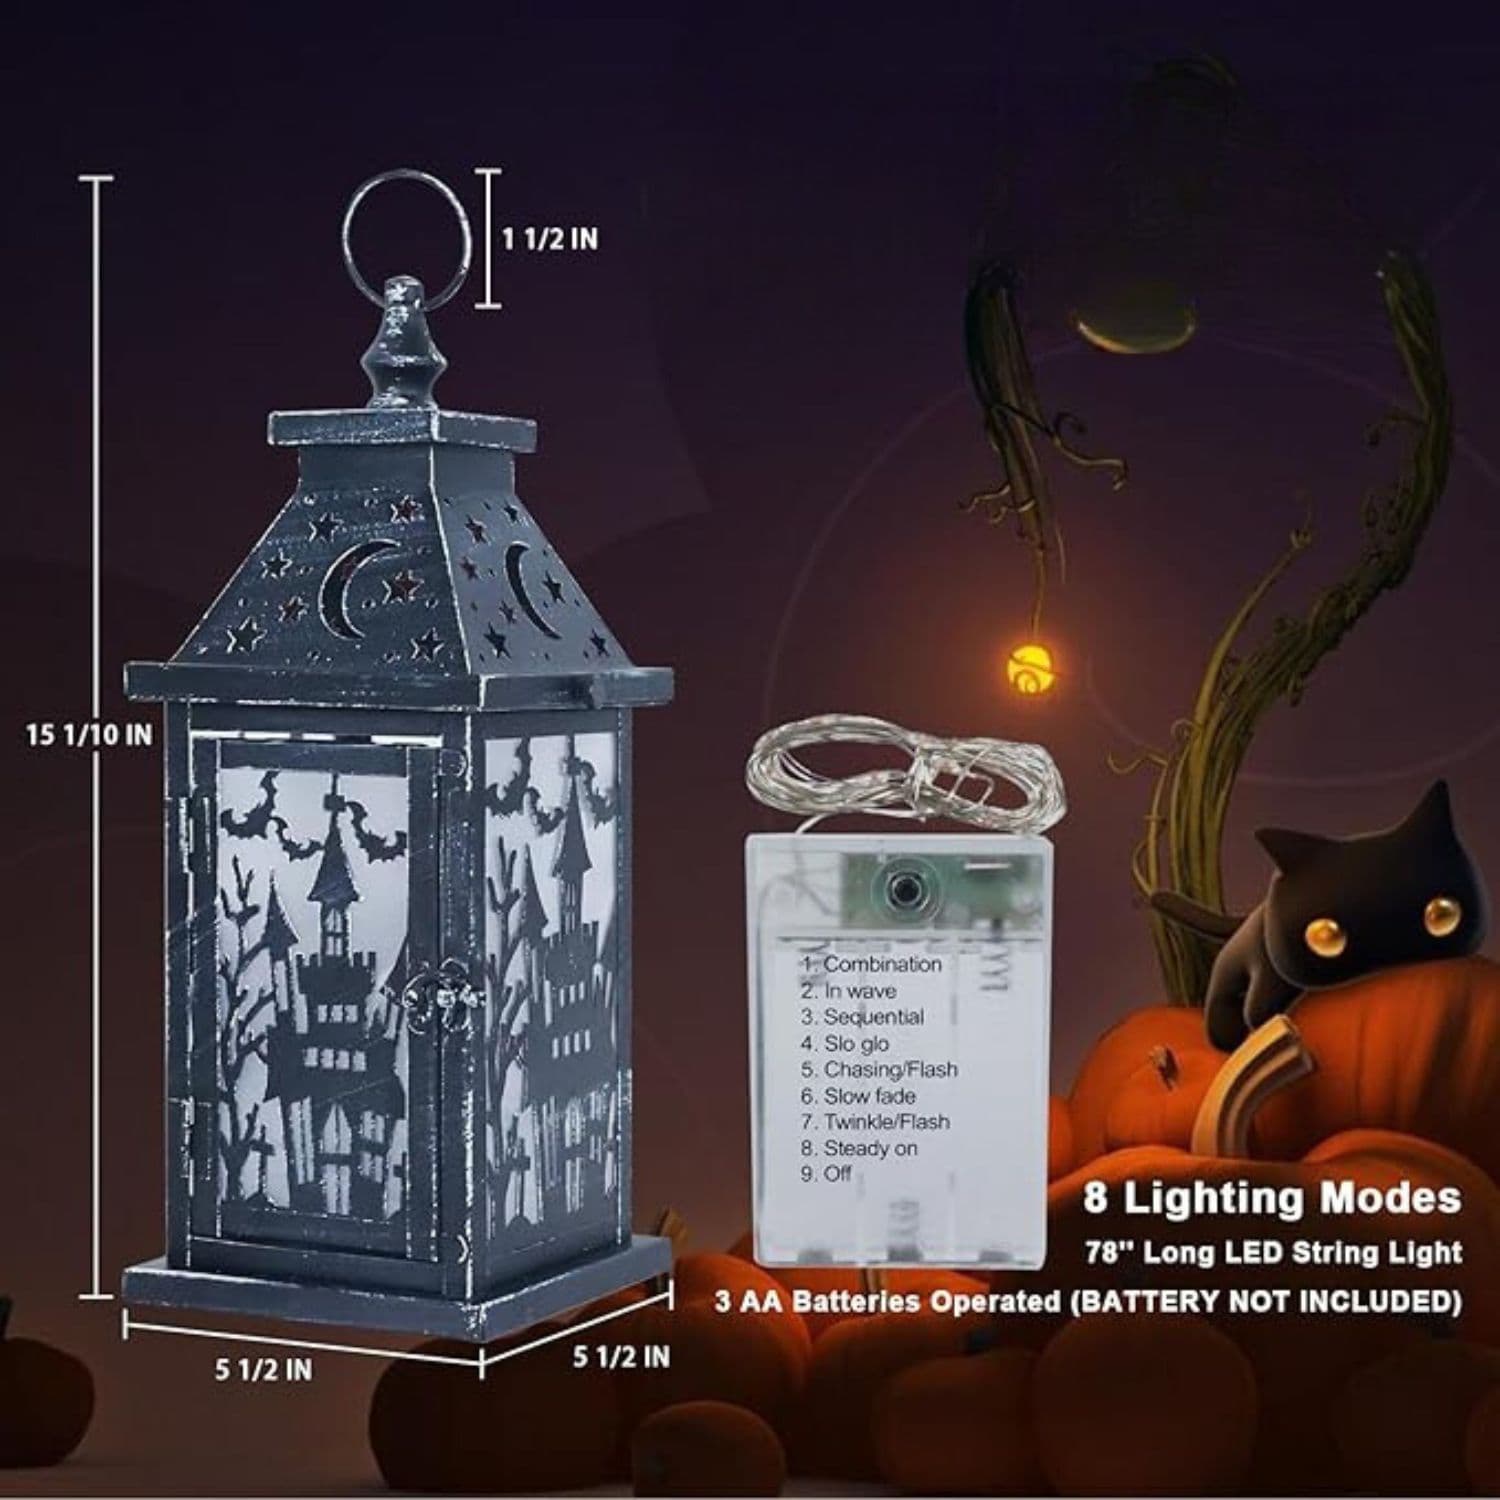 1 1/2 IN
15 1/10 IN
1. Combination
2. In wave
3. Sequential
4. Slo glo
5. Chasing/Flash
6. Slow fade
7. Twinkle/Flash
8. Steady on
9. Off
8 Lighting Modes
78" Long LED String Light
3 AA Batteries Operated (BATTERY NOT INCLUDED)
5 1/2 IN
5 1/2 IN